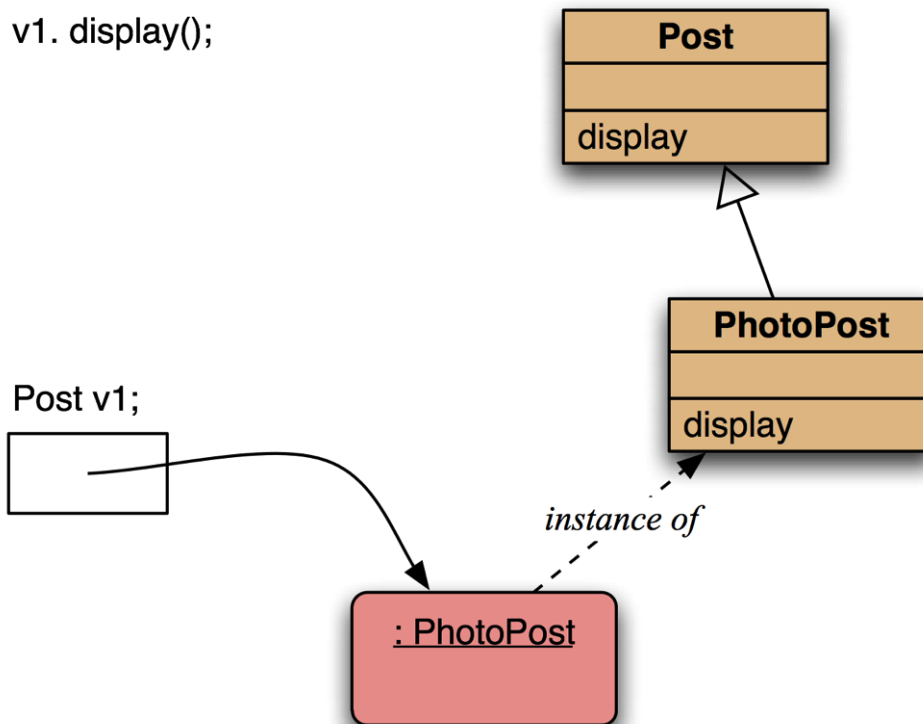 v1. display();
Post
display
PhotoPost
display
Post v1;
instance of
: PhotoPost